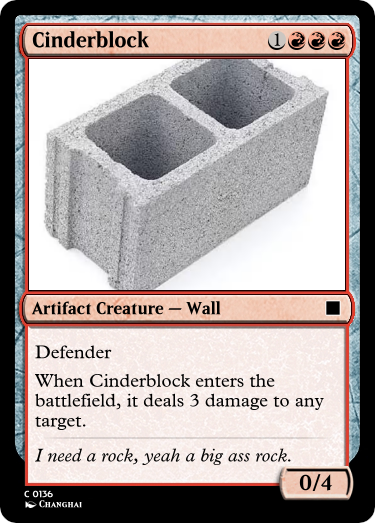 Cinderblock 1
Artifact Creature — Wall
Defender
When Cinderblock enters the
battlefield, it deals 3 damage to any
target.
I need a rock, yeah a big ass rock.
0/4
C 0136
Changhai